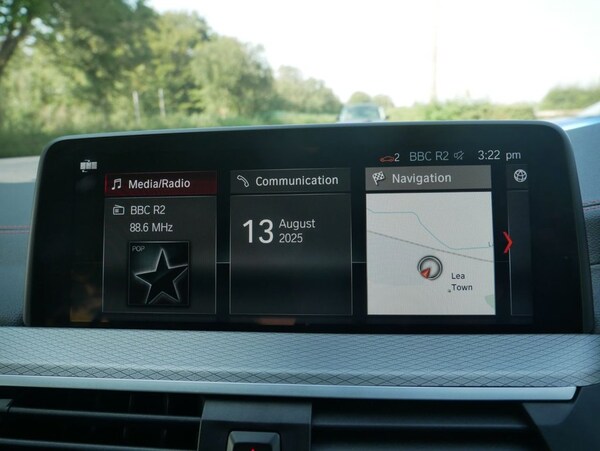 2 BBC R2 3:22 pm
Media/Radio
BBC R2
88.6 MHz
POP
Communication
13 August
2025
Navigation
Lea
Town